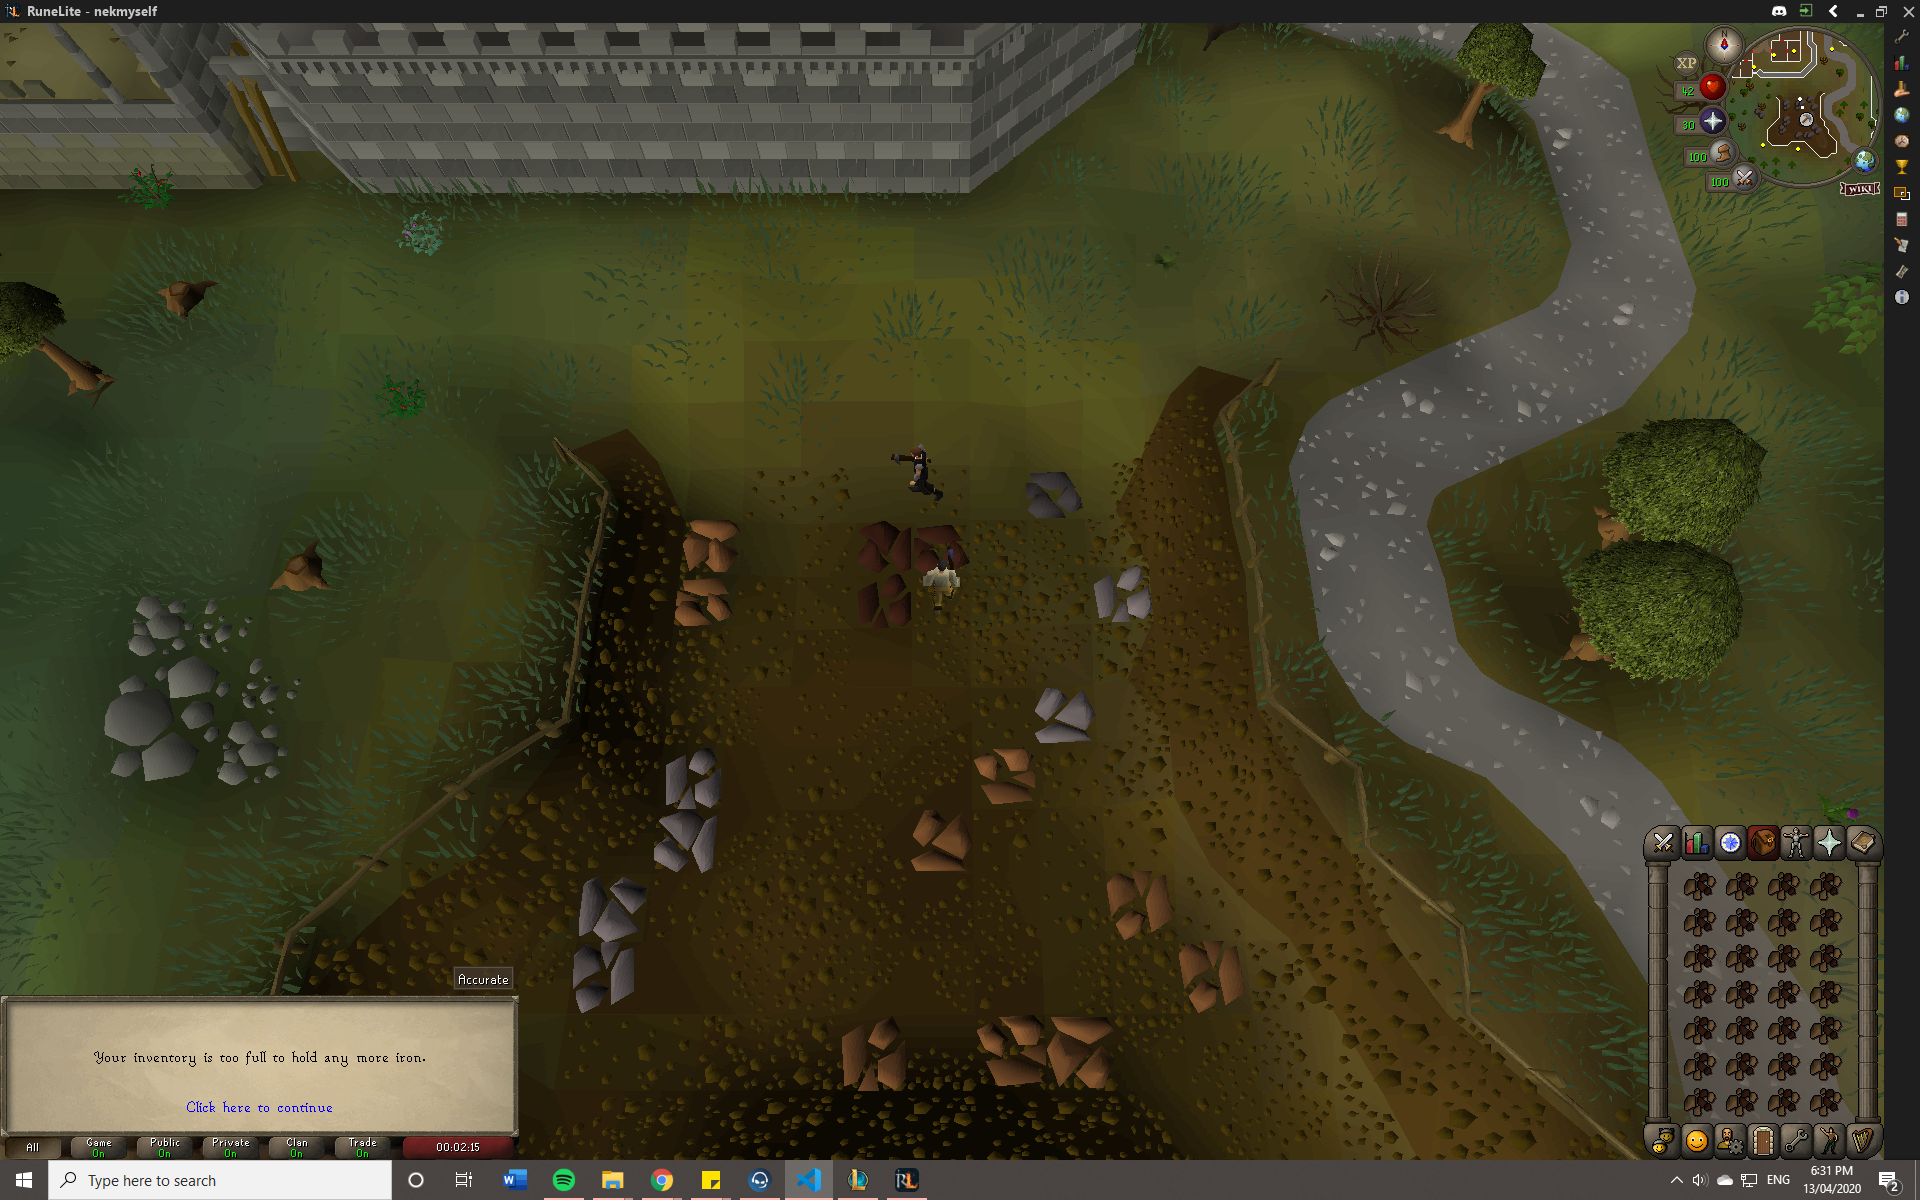 RuneLite - nekmyself
N
XP
42
30
100
100
WIKI
Accurate
Your inventory is too full to hold any more iron.
Click here to continue
All
Game
On
Public
On
Private
On
Clan
On
Trade
On
00:02:15
Type here to search
ENG
6:31 PM
13/04/2020
2